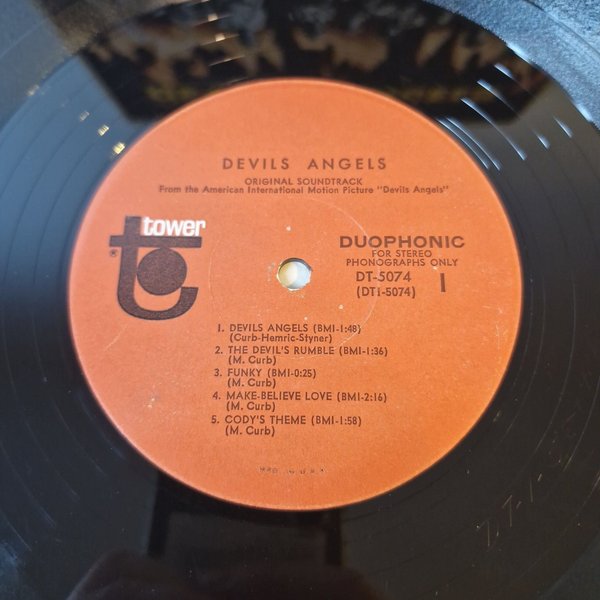 DEVILS ANGELS
ORIGINAL SOUNDTRACK
From the American International Motion Picture "Devils Angels"
tower
®
DUOPHONIC
FOR STEREO
PHONOGRAPHS ONLY
DT-5074
(DT1-5074)
1
1. DEVILS ANGELS (BMI-1:48)
(Curb-Hemric-Styner)
2. THE DEVIL'S RUMBLE (BMI-1:36)
(M. Curb)
3. FUNKY (BMI-0:25)
(M. Curb)
4. MAKE-BELIEVE LOVE (BMI-2:16)
(M. Curb)
5. CODY'S THEME (BMI-1:58)
(M. Curb)